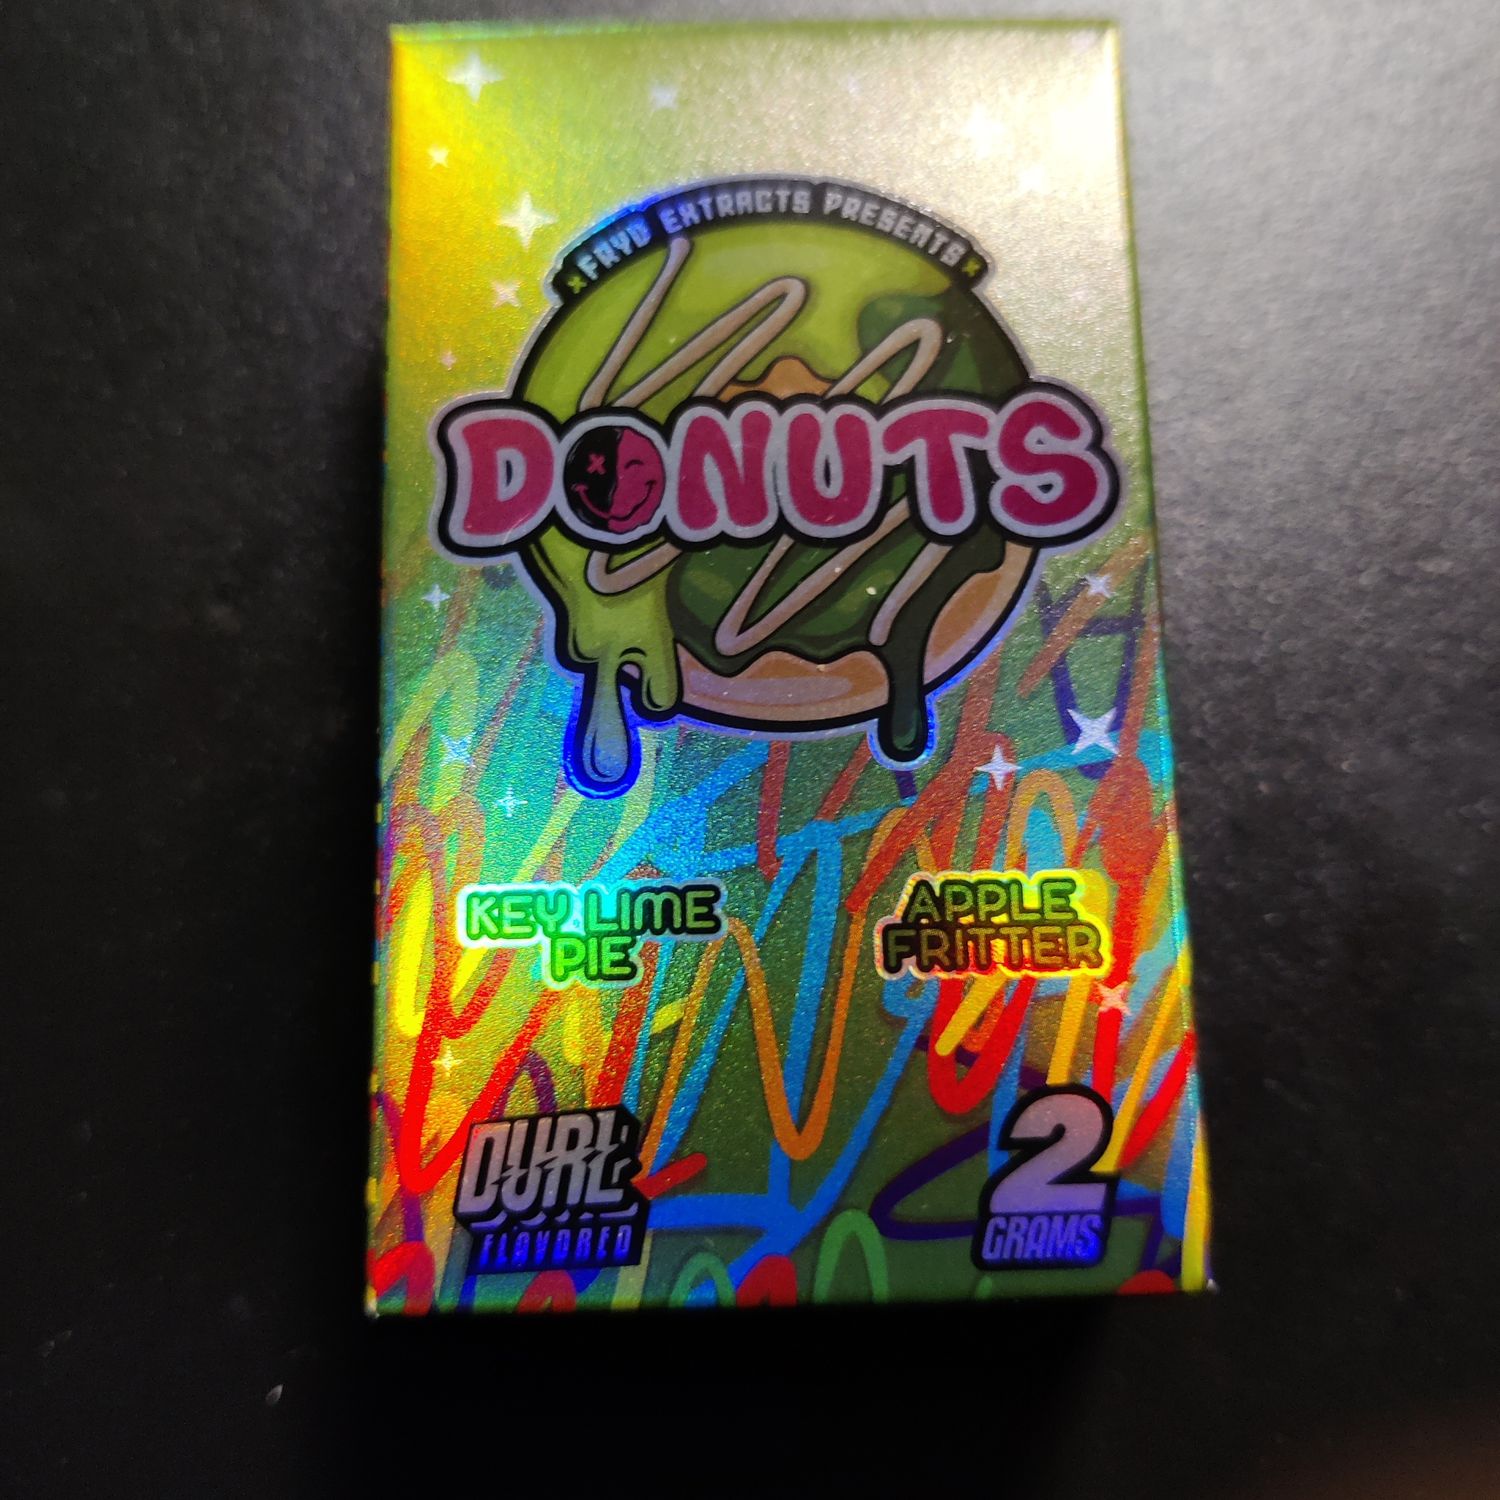 FRYD EXTRACTS PRESENTS
DONUTS
KEY LIME
PIE
APPLE
FRITTER
DUAL
FLAVORED
2
GRAMS